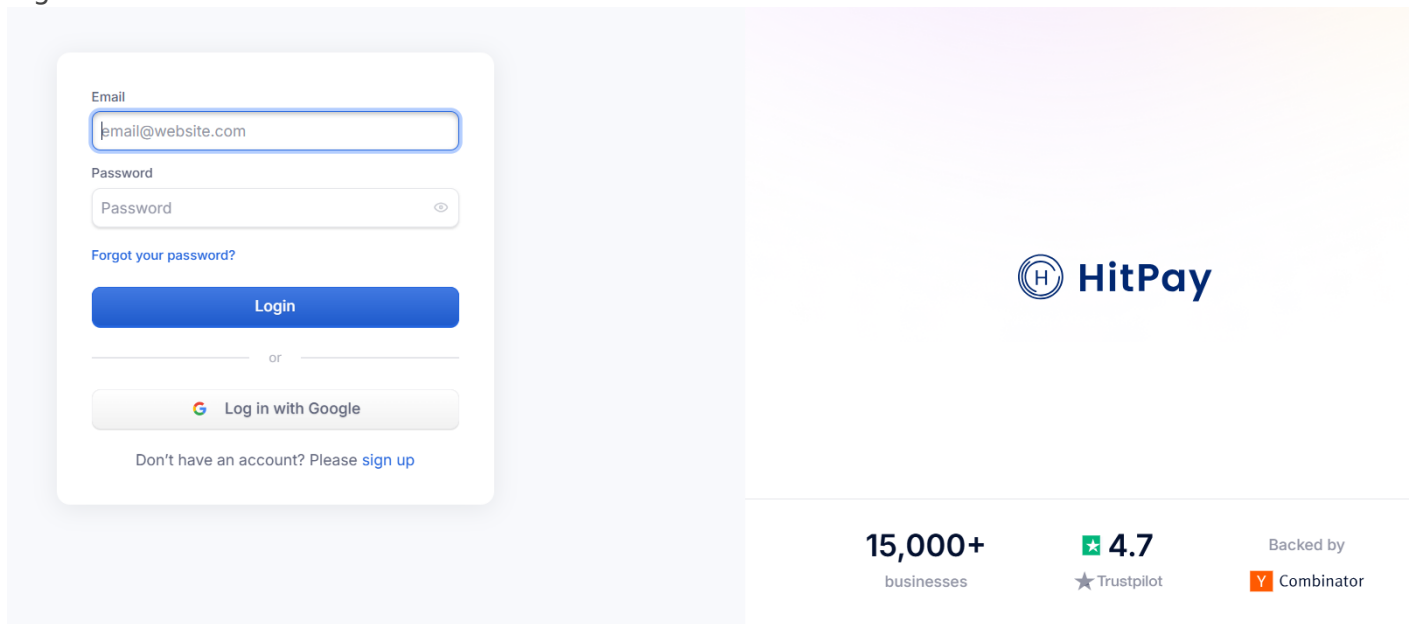 Email
email@website.com
Password
Password
Forgot your password?
Login
or
G Log in with Google
Don't have an account? Please sign up
H HitPay
15,000+
businesses
4.7
Trustpilot
Backed by
Y Combinator